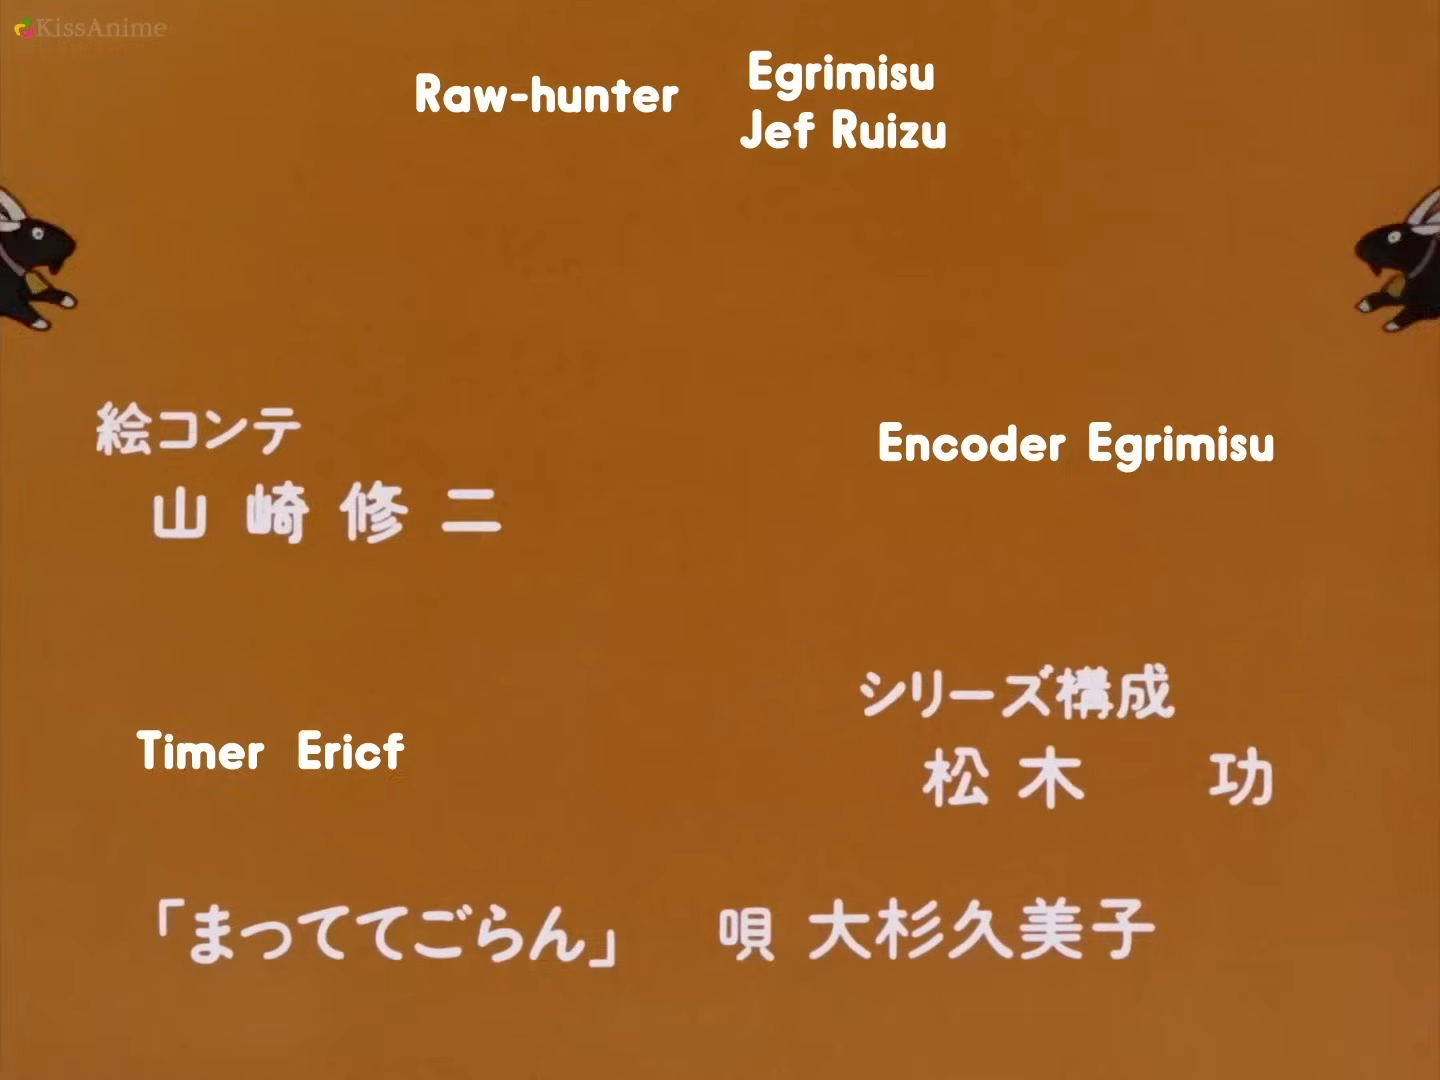 KissAnime
Raw-hunter
Egrimisu
Jef Ruizu
絵コンテ
山崎修二
Encoder Egrimisu
シリーズ構成
松木 功
Timer Ericf
「まっててごらん」 唄 大杉久美子